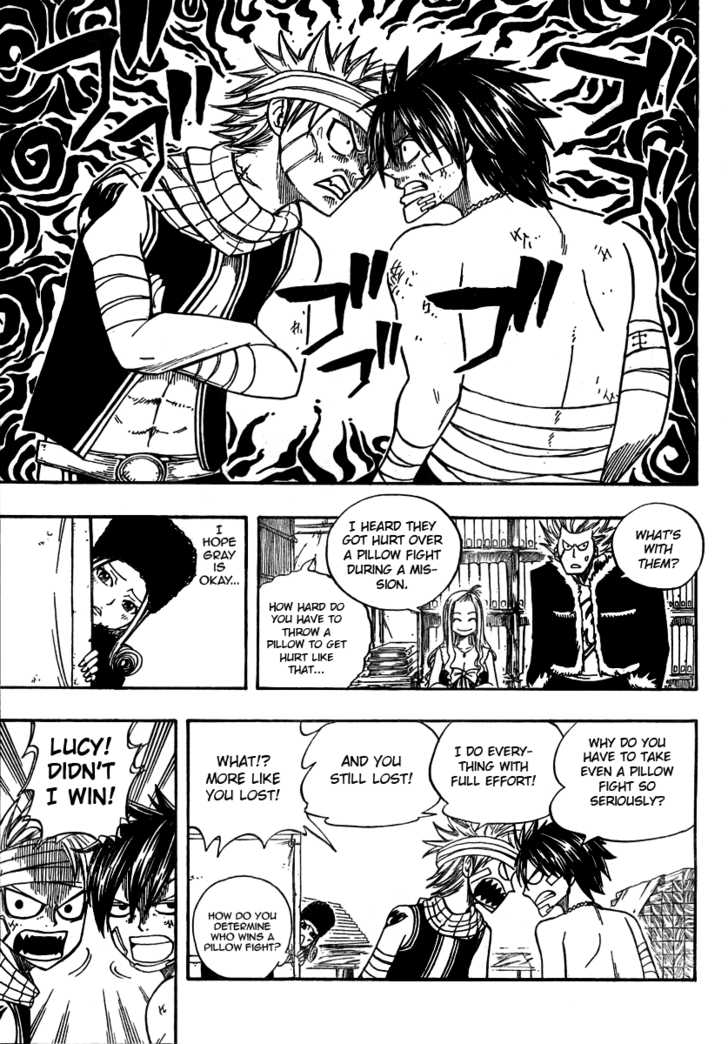 ゴ
ゴ
ゴ
ゴ
ゴ
ゴ
ゴ
WHAT'S
WITH
THEM?
I HEARD THEY
GOT HURT OVER
A PILLOW FIGHT
DURING A MIS-
SION.
HOW HARD DO
YOU HAVE TO
THROW A
PILLOW TO GET
HURT LIKE
THAT...
I
HOPE
GRAY IS
OKAY...
WHY DO YOU
HAVE TO TAKE
EVEN A PILLOW
FIGHT SO
SERIOUSLY?
I DO EVERY-
THING WITH
FULL EFFORT!
AND YOU
STILL LOST!
WHAT!?
MORE LIKE
YOU LOST!
HOW DO YOU
DETERMINE
WHO WINS A
PILLOW FIGHT?
LUCY!
DIDN'T
I WIN!